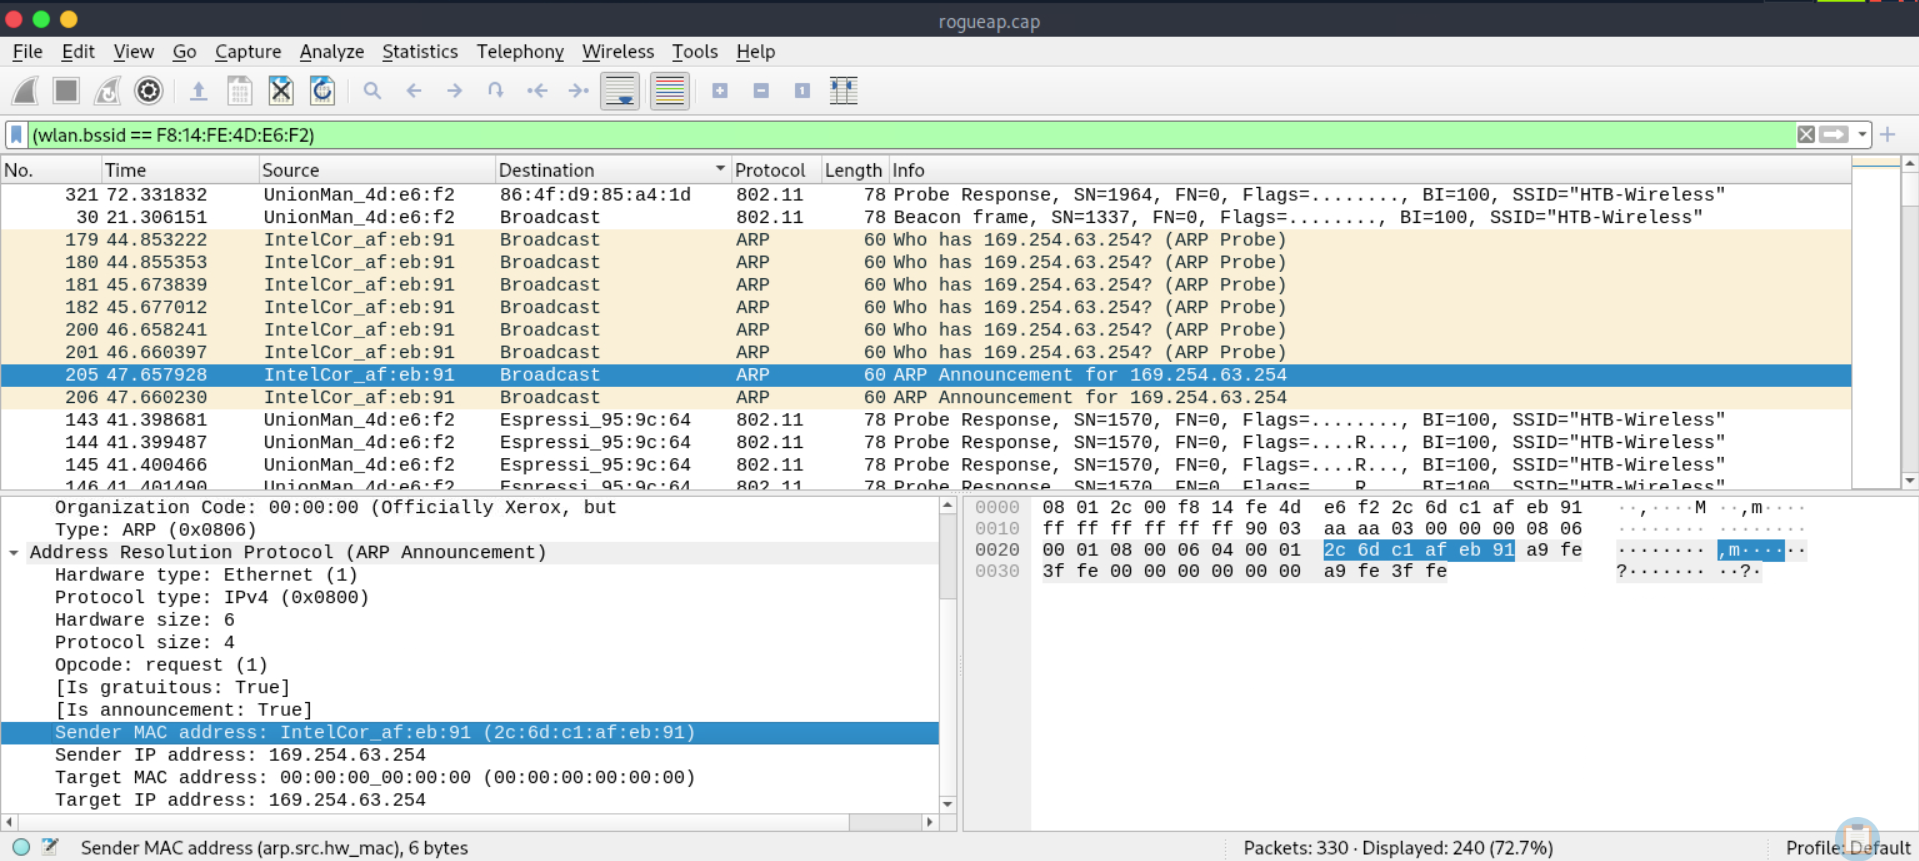 rogueap.cap
File Edit View Go Capture Analyze Statistics Telephony Wireless Tools Help
(wlan.bssid == F8:14:FE:4D:E6:F2)
No. Time Source Destination Protocol Length Info
321 72.331832 UnionMan_4d:e6:f2 86:4f:d9:85:a4:1d 802.11 78 Probe Response, SN=1964, FN=0, Flags=........, BI=100, SSID="HTB-Wireless"
30 21.306151 UnionMan_4d:e6:f2 Broadcast 802.11 78 Beacon frame, SN=1337, FN=0, Flags=........, BI=100, SSID="HTB-Wireless"
179 44.853222 IntelCor_af:eb:91 Broadcast ARP 60 Who has 169.254.63.254? (ARP Probe)
180 44.855353 IntelCor_af:eb:91 Broadcast ARP 60 Who has 169.254.63.254? (ARP Probe)
181 45.673839 IntelCor_af:eb:91 Broadcast ARP 60 Who has 169.254.63.254? (ARP Probe)
182 45.677012 IntelCor_af:eb:91 Broadcast ARP 60 Who has 169.254.63.254? (ARP Probe)
200 46.658241 IntelCor_af:eb:91 Broadcast ARP 60 Who has 169.254.63.254? (ARP Probe)
201 46.660397 IntelCor_af:eb:91 Broadcast ARP 60 Who has 169.254.63.254? (ARP Probe)
205 47.657928 IntelCor_af:eb:91 Broadcast ARP 60 ARP Announcement for 169.254.63.254
206 47.660230 IntelCor_af:eb:91 Broadcast ARP 60 ARP Announcement for 169.254.63.254
143 41.398681 UnionMan_4d:e6:f2 Espressi_95:9c:64 802.11 78 Probe Response, SN=1570, FN=0, Flags=........, BI=100, SSID="HTB-Wireless"
144 41.399487 UnionMan_4d:e6:f2 Espressi_95:9c:64 802.11 78 Probe Response, SN=1570, FN=0, Flags=....R..., BI=100, SSID="HTB-Wireless"
145 41.400466 UnionMan_4d:e6:f2 Espressi_95:9c:64 802.11 78 Probe Response, SN=1570, FN=0, Flags=....R..., BI=100, SSID="HTB-Wireless"
146 41.401490 UnionMan_4d:e6:f2 Espressi_95:9c:64 802.11 78 Probe Response, SN=1570, FN=0, Flags=....R..., BI=100, SSID="HTB-Wireless"
Organization Code: 00:00:00 (Officially Xerox, but
Type: ARP (0x0806)
Address Resolution Protocol (ARP Announcement)
Hardware type: Ethernet (1)
Protocol type: IPv4 (0x0800)
Hardware size: 6
Protocol size: 4
Opcode: request (1)
[Is gratuitous: True]
[Is announcement: True]
Sender MAC address: IntelCor_af:eb:91 (2c:6d:c1:af:eb:91)
Sender IP address: 169.254.63.254
Target MAC address: 00:00:00_00:00:00 (00:00:00:00:00:00)
Target IP address: 169.254.63.254
0000 08 01 2c 00 f8 14 fe 4d e6 f2 2c 6d c1 af eb 91 ··,····M ··,m····
0010 ff ff ff ff ff ff 90 03 aa aa 03 00 00 00 08 06 ········ ········
0020 00 01 08 00 06 04 00 01 2c 6d c1 af eb 91 a9 fe ········ ,m······
0030 3f fe 00 00 00 00 00 00 a9 fe 3f fe ?······· ··?·
Sender MAC address (arp.src.hw_mac), 6 bytes
Packets: 330 · Displayed: 240 (72.7%)
Profile: Default